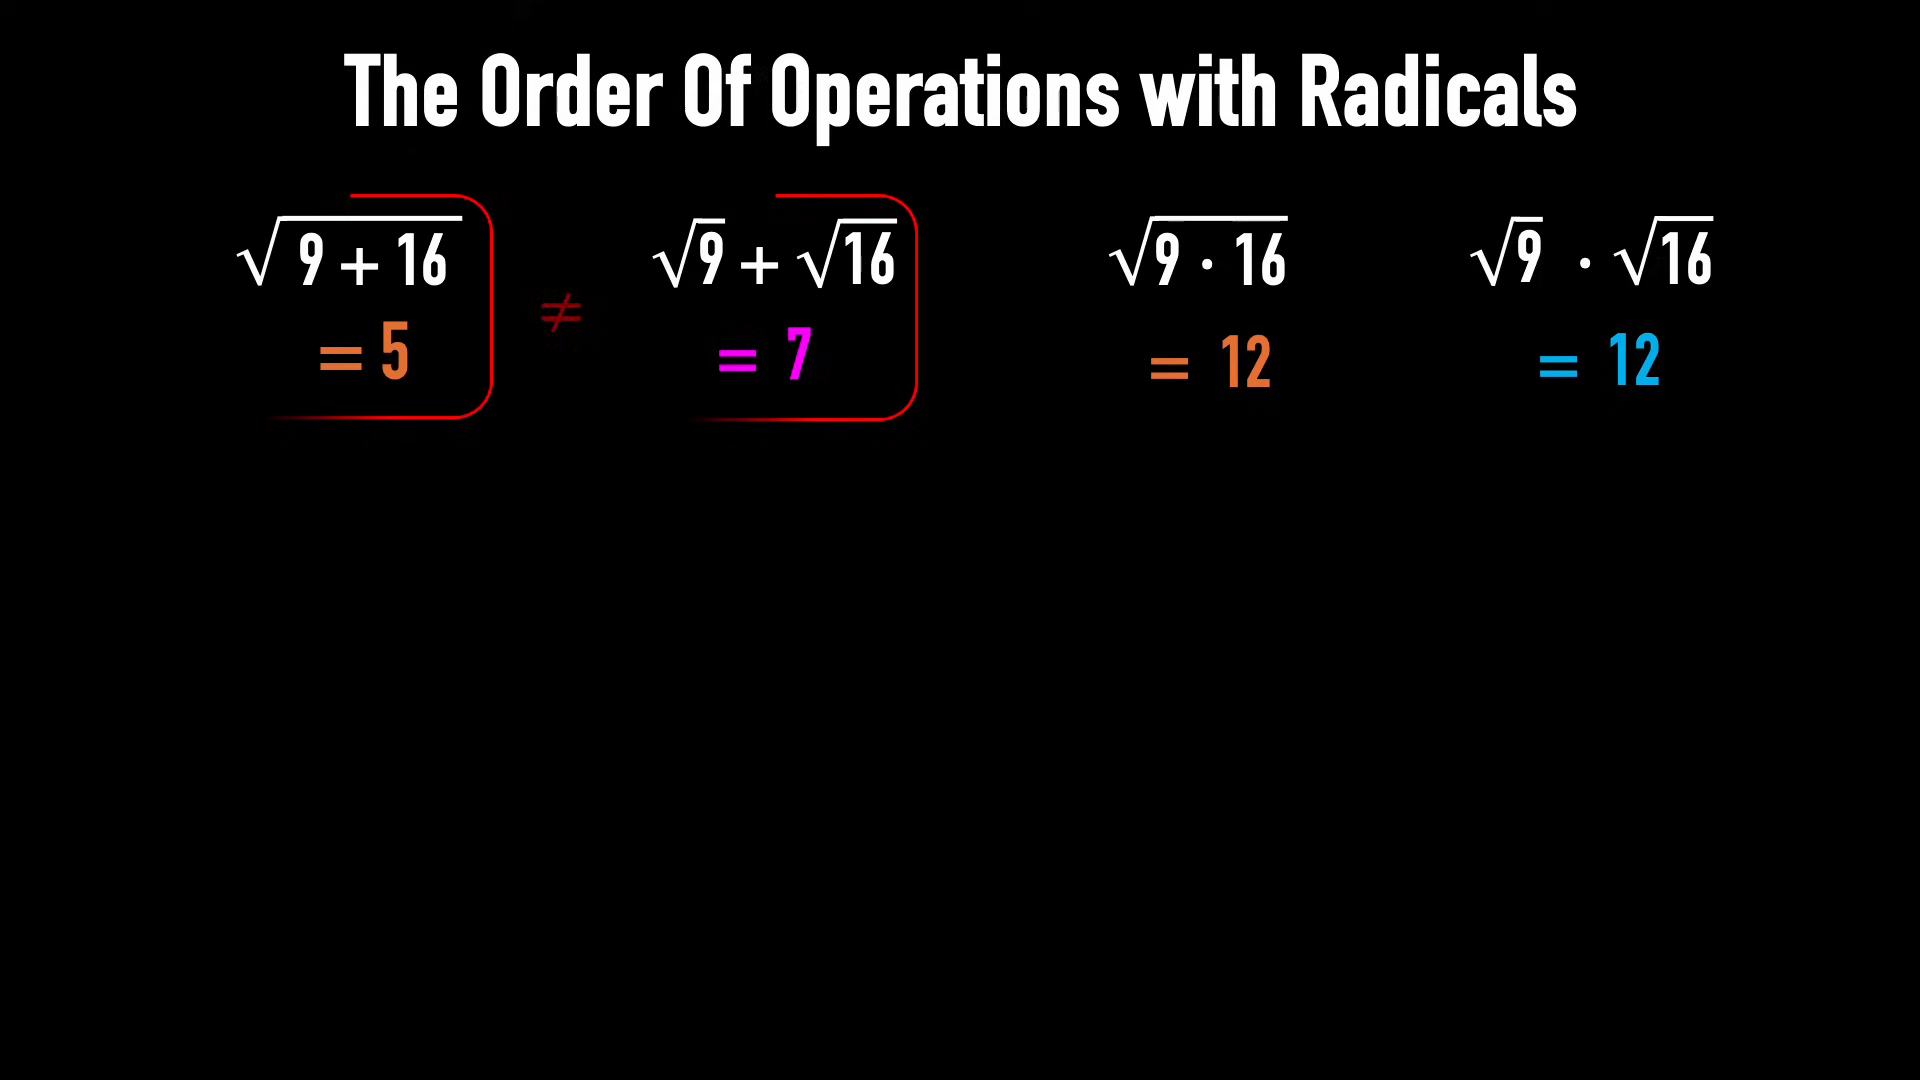 The Order Of Operations with Radicals
√9 + 16 ≠ √9 + √16 √9 · 16 √9 · √16
= 5 = 7 = 12 = 12